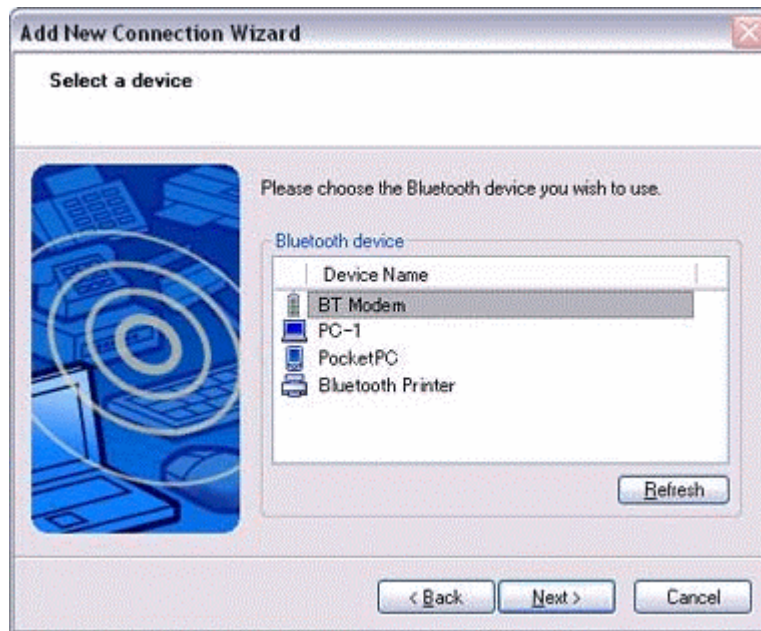 Add New Connection Wizard
Select a device
Please choose the Bluetooth device you wish to use.
Bluetooth device
Device Name
BT Modem
PC-1
PocketPC
Bluetooth Printer
Refresh
< Back Next > Cancel